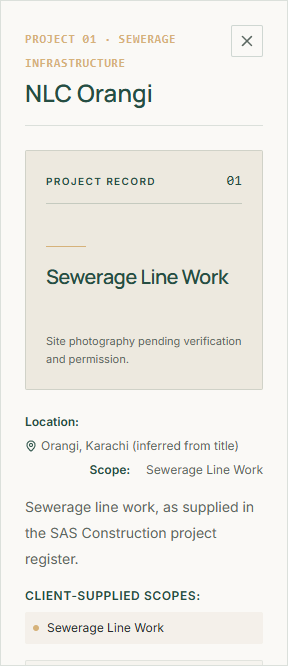 PROJECT 01 · SEWERAGE
INFRASTRUCTURE
NLC Orangi
PROJECT RECORD 01
Sewerage Line Work
Site photography pending verification
and permission.
Location:
Orangi, Karachi (inferred from title)
Scope: Sewerage Line Work
Sewerage line work, as supplied in
the SAS Construction project
register.
CLIENT-SUPPLIED SCOPES:
Sewerage Line Work